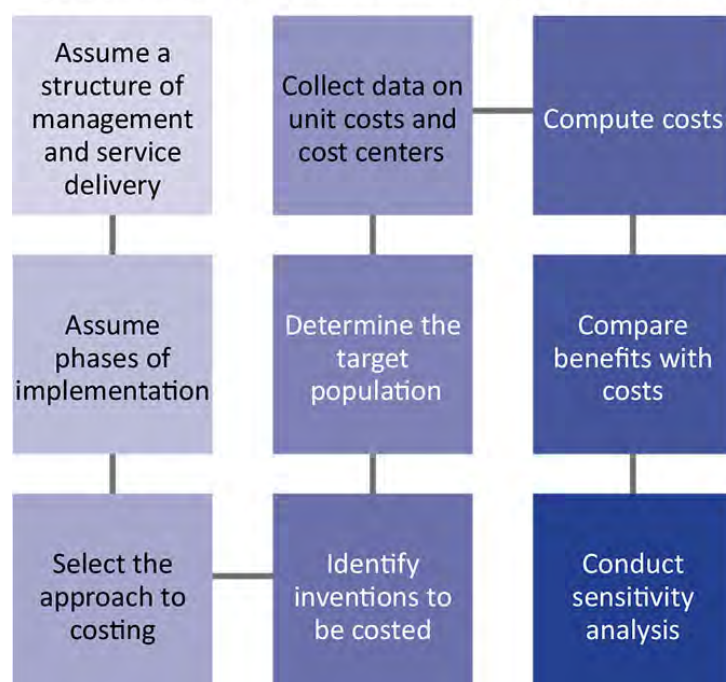 Assume a
structure of
management
and service
delivery
Assume
phases of
implementation
Select the
approach to
costing
Identify
inventions to
be costed
Determine the
target
population
Collect data on
unit costs and
cost centers
Compute costs
Compare
benefits with
costs
Conduct
sensitivity
analysis